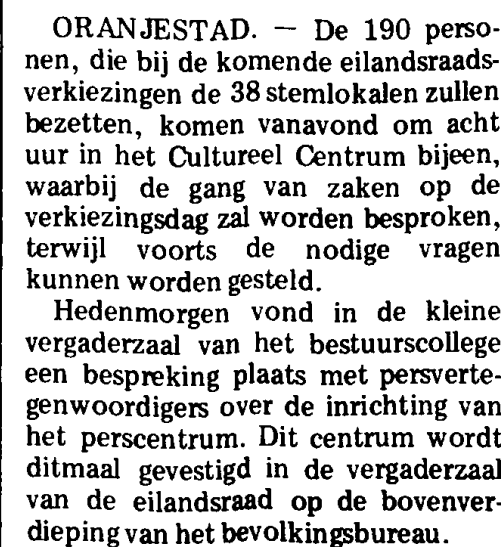 ORANJESTAD. — De 190 perso-
nen, die bij de komende eilandsraads-
verkiezingen de 38 stemlokalen zullen
bezetten, komen vanavond om acht
uur in het Cultureel Centrum bijeen,
waarbij de gang van zaken op de
verkiezingsdag zal worden besproken,
terwijl voorts de nodige vragen
kunnen worden gesteld.
Hedenmorgen vond in de kleine
vergaderzaal van het bestuurscollege
een bespreking plaats met persverte-
genwoordigers over de inrichting van
het perscentrum. Dit centrum wordt
ditmaal gevestigd in de vergaderzaal
van de eilandsraad op de bovenver-
dieping van het bevolkingsbureau.